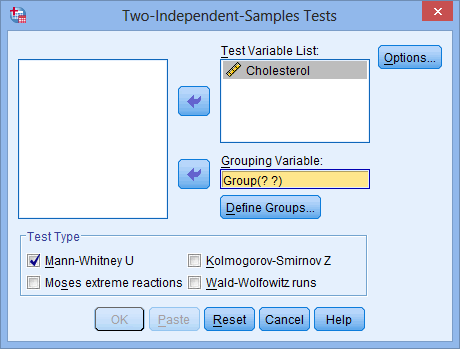 Two-Independent-Samples Tests
Test Variable List:
Cholesterol
Options...
Grouping Variable:
Group(? ?)
Define Groups...
Test Type
Mann-Whitney U
Kolmogorov-Smirnov Z
Moses extreme reactions
Wald-Wolfowitz runs
OK Paste Reset Cancel Help